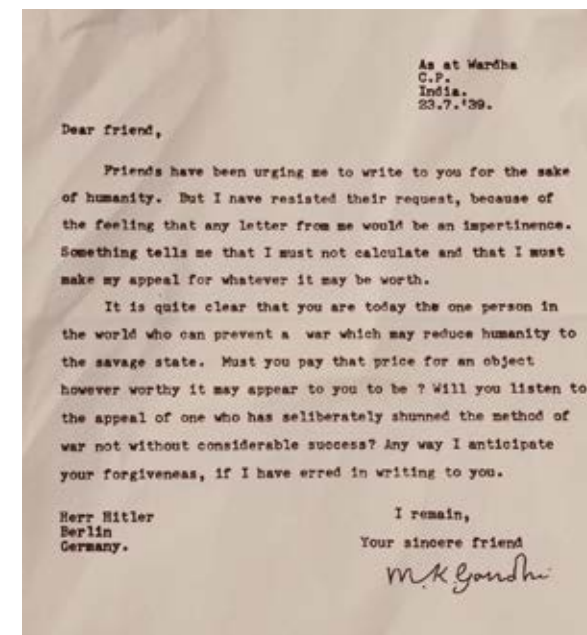 As at Wardha
C.P.
India.
23.7.'39.
Dear friend,
Friends have been urging me to write to you for the sake
of humanity. But I nave resisted their request, because of
the feeling that any letter from me would be an impertinence.
Something tells me that I must not calculate and that I must
make my appeal for whatever it may be worth.
It is quite clear that you are today the one person in
the world who can prevent a war which may reduce humanity to
the savage state. Must you pay that price for an object
however worthy it may appear to you to be ? Will you listen to
the appeal of one who has seliberately shunned the method of
war not without considerable success? Any way I anticipate
your forgiveness, if I have erred in writing to you.
Herr Hitler
Berlin
Germany.
I remain,
Your sincere friend
M.K.Gandhi